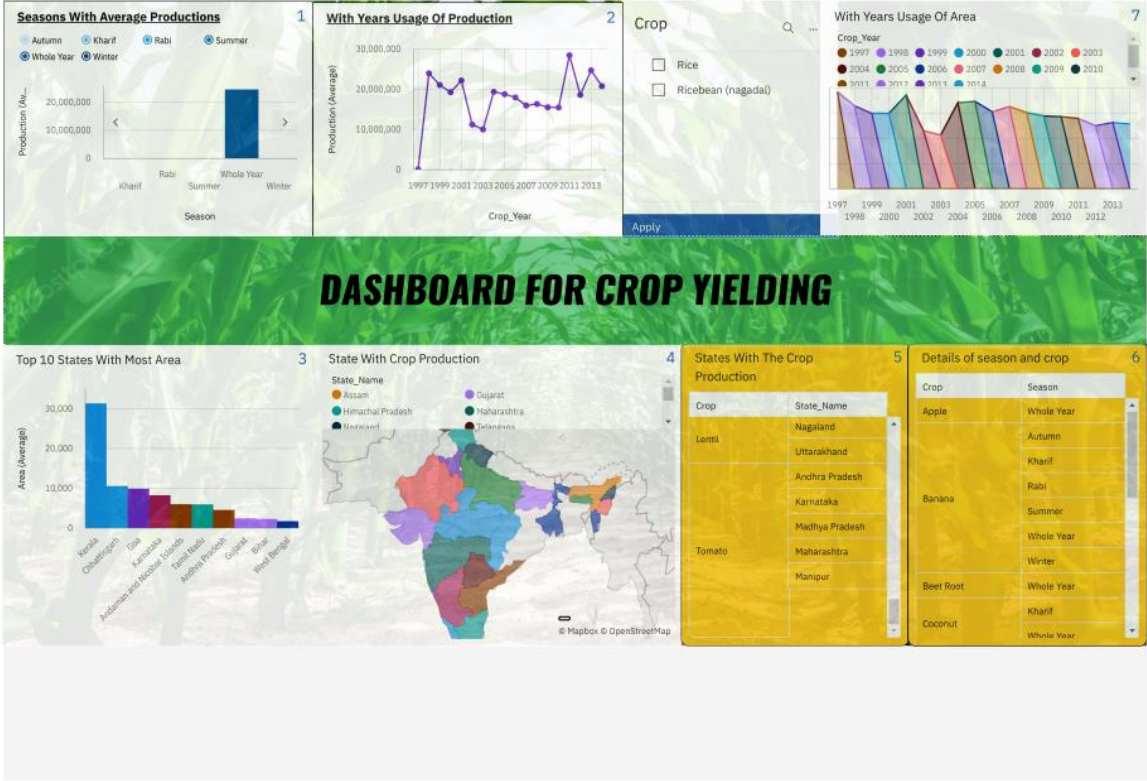 Seasons With Average Productions
1
Autumn Kharif Rabi Summer
Whole Year Winter
Production (Av...
20,000,000
10,000,000
0
Kharif
Rabi
Summer
Whole Year
Winter
Season
With Years Usage Of Production
2
Production (Average)
30,000,000
20,000,000
10,000,000
0
1997 1999 2001 2003 2005 2007 2009 2011 2013
Crop_Year
Crop
...
Rice
Ricebean (nagadal)
Apply
With Years Usage Of Area
7
Crop_Year
1997 1998 1999 2000 2001 2002 2003
2004 2005 2006 2007 2008 2009 2010
2011 2012 2013 2014
1997 1999 2001 2003 2005 2007 2009 2011 2013
1998 2000 2002 2004 2006 2008 2010 2012
DASHBOARD FOR CROP YIELDING
Top 10 States With Most Area
3
Area (Average)
30,000
20,000
10,000
0
Kerala
Chhattisgarh
Goa
Karnataka
Andaman and Nicobar Islands
Tamil Nadu
Andhra Pradesh
Gujarat
Bihar
West Bengal
State With Crop Production
4
State_Name
Assam Gujarat
Himachal Pradesh Maharashtra
Nagaland Telangana
© Mapbox © OpenStreetMap
States With The Crop
Production
5
Crop State_Name
Lentil
Nagaland
Uttarakhand
Tomato
Andhra Pradesh
Karnataka
Madhya Pradesh
Maharashtra
Manipur
Details of season and crop
6
Crop Season
Apple Whole Year
Banana
Autumn
Kharif
Rabi
Summer
Whole Year
Winter
Beet Root Whole Year
Coconut
Kharif
Whole Year